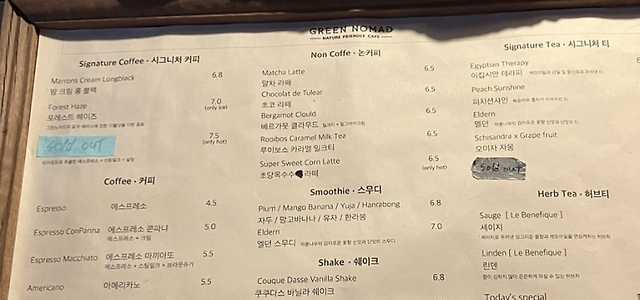 GREEN NOMAD
NATURE FRIENDLY CAFE
Signature Coffee · 시그니처 커피
Marrons Cream Longblack 6.8
밤 크림 롱 블랙
Forest Haze 7.0
포레스트 헤이즈 (only ice)
7.5
(only hot)
SOLD OUT
Coffee · 커피
Espresso 에스프레소 4.5
Espresso ConPanna 에스프레소 콘파나 5.0
에스프레소 + 크림
Espresso Macchiato 에스프레소 마끼아또 5.5
에스프레소 + 스팀밀크 + 브라운슈가
Americano 아메리카노 5.5
Non Coffe · 논커피
Matcha Latte 6.5
말차 라떼
Chocolat de Tulear 6.5
초코 라떼
Bergamot Clould 6.5
베르가못 클라우드
Rooibos Caramel Milk Tea 6.5
루이보스 카라멜 밀크티
Super Sweet Corn Latte 6.5
초당옥수수 라떼 (only hot)
Smoothie · 스무디
Plum / Mango Banana / Yuja / Hanrabong 6.8
자두 / 망고바나나 / 유자 / 한라봉
Eldern 7.0
엘던 스무디
Shake · 쉐이크
Couque Dasse Vanilla Shake 6.8
쿠쿠다스 바닐라 쉐이크
Signature Tea · 시그니처 티
Egyptian Therapy
이집시안 테라피
Peach Sunshine
피치션샤인
Eldern
엘던
Schisandra x Grape fruit
오미자 자몽
SOLD OUT
Herb Tea · 허브티
Sauge [ Le Benefique ]
세이지
Linden [ Le Benefique ]
린덴
Today's special